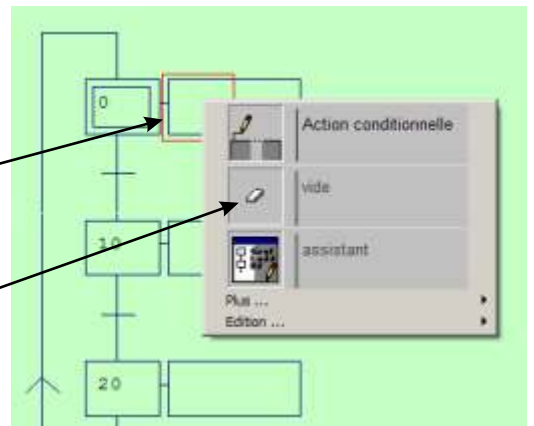 0
Action conditionnelle
vide
10
assistant
Plus ...
Edition ...
20